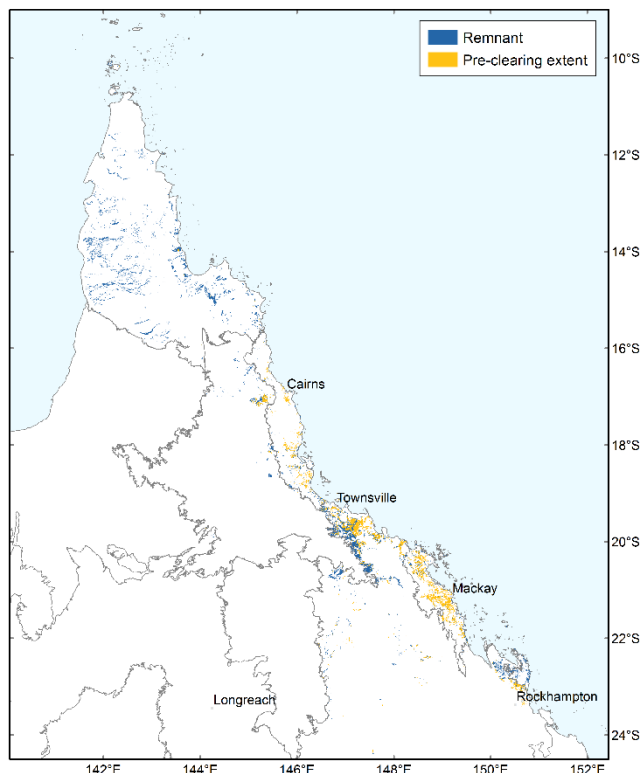 Remnant
Pre-clearing extent
10°S
12°S
14°S
16°S
Cairns
18°S
Townsville
20°S
Mackay
22°S
Longreach
Rockhampton
24°S
142°E
144°E
146°E
148°E
150°E
152°E